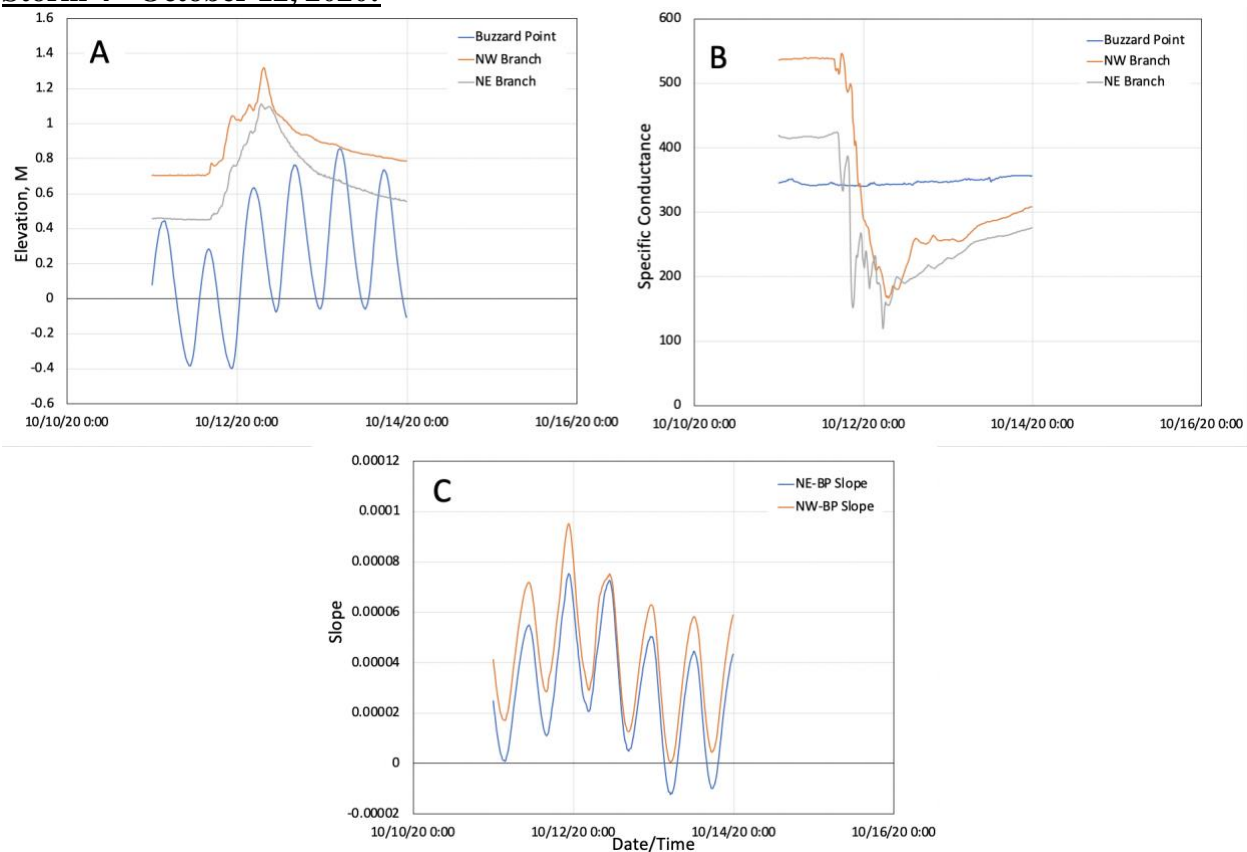 Storm October 2020:
A
Buzzard Point
NW Branch
NE Branch
1.6
1.4
1.2
1
0.8
0.6
0.4
0.2
0
-0.2
-0.4
-0.6
Elevation, M
10/10/20 0:00 10/12/20 0:00 10/14/20 0:00 10/16/20 0:00
B
Buzzard Point
NW Branch
NE Branch
600
500
400
300
200
100
0
Specific Conductance
10/10/20 0:00 10/12/20 0:00 10/14/20 0:00 10/16/20 0:00
C
NE-BP Slope
NW-BP Slope
0.00012
0.0001
0.00008
0.00006
0.00004
0.00002
0
-0.00002
Slope
10/10/20 0:00 10/12/20 0:00 10/14/20 0:00 10/16/20 0:00
Date/Time